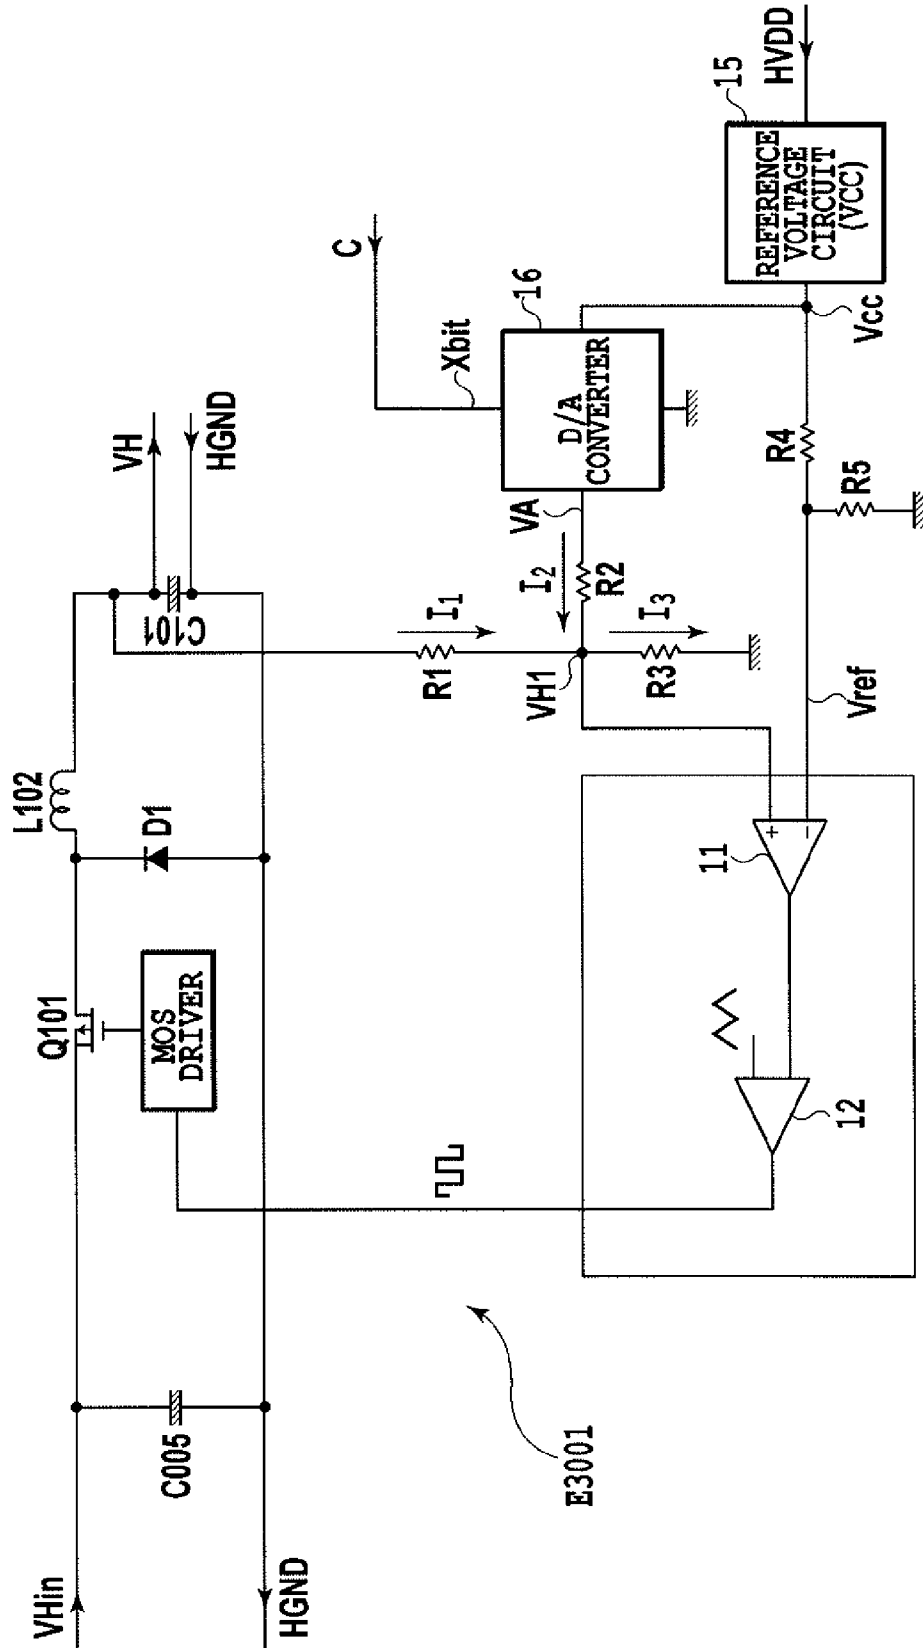 VHin
HGND
C005
E3001
Q101
MOS
DRIVER
D1
L102
C101
VH
HGND
C
Xbit
R1
I1
VH1
I2
R2
VA
R3
I3
D/A
CONVERTER
16
REFERENCE
VOLTAGE
CIRCUIT
(VCC)
15
HVDD
Vcc
R4
R5
Vref
+
−
11
12